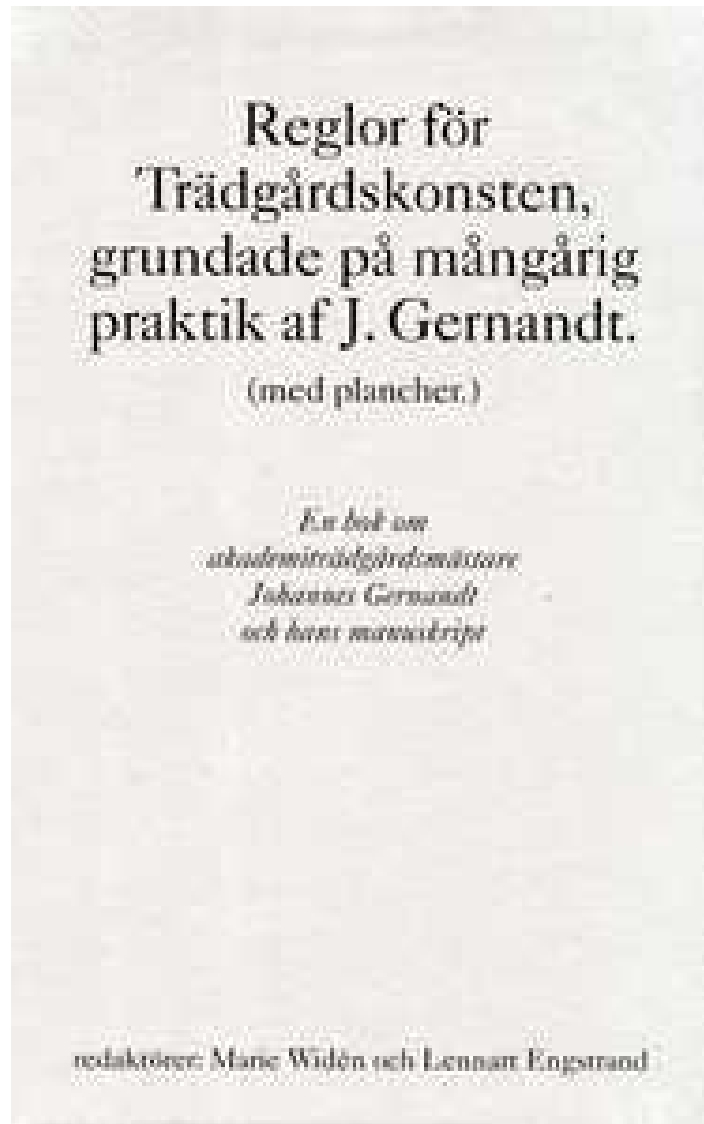 Reglor för
Trädgårdskonsten,
grundade på mångårig
praktik af J. Gernandt.
(med plancher.)
En bok om
akademiträdgårdsmästare
Johannes Gernandt
och hans manuskript
redaktörer: Marie Widén och Lennart Engstrand